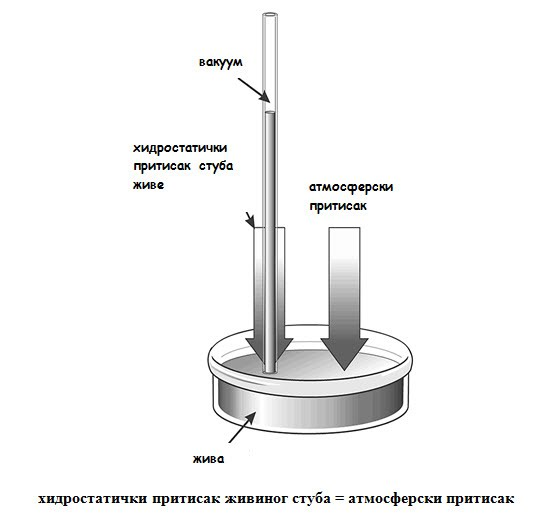 вакуум
хидростатички
притисак стуба
живе
атмосферски
притисак
жива
хидростатички притисак живиног стуба = атмосферски притисак